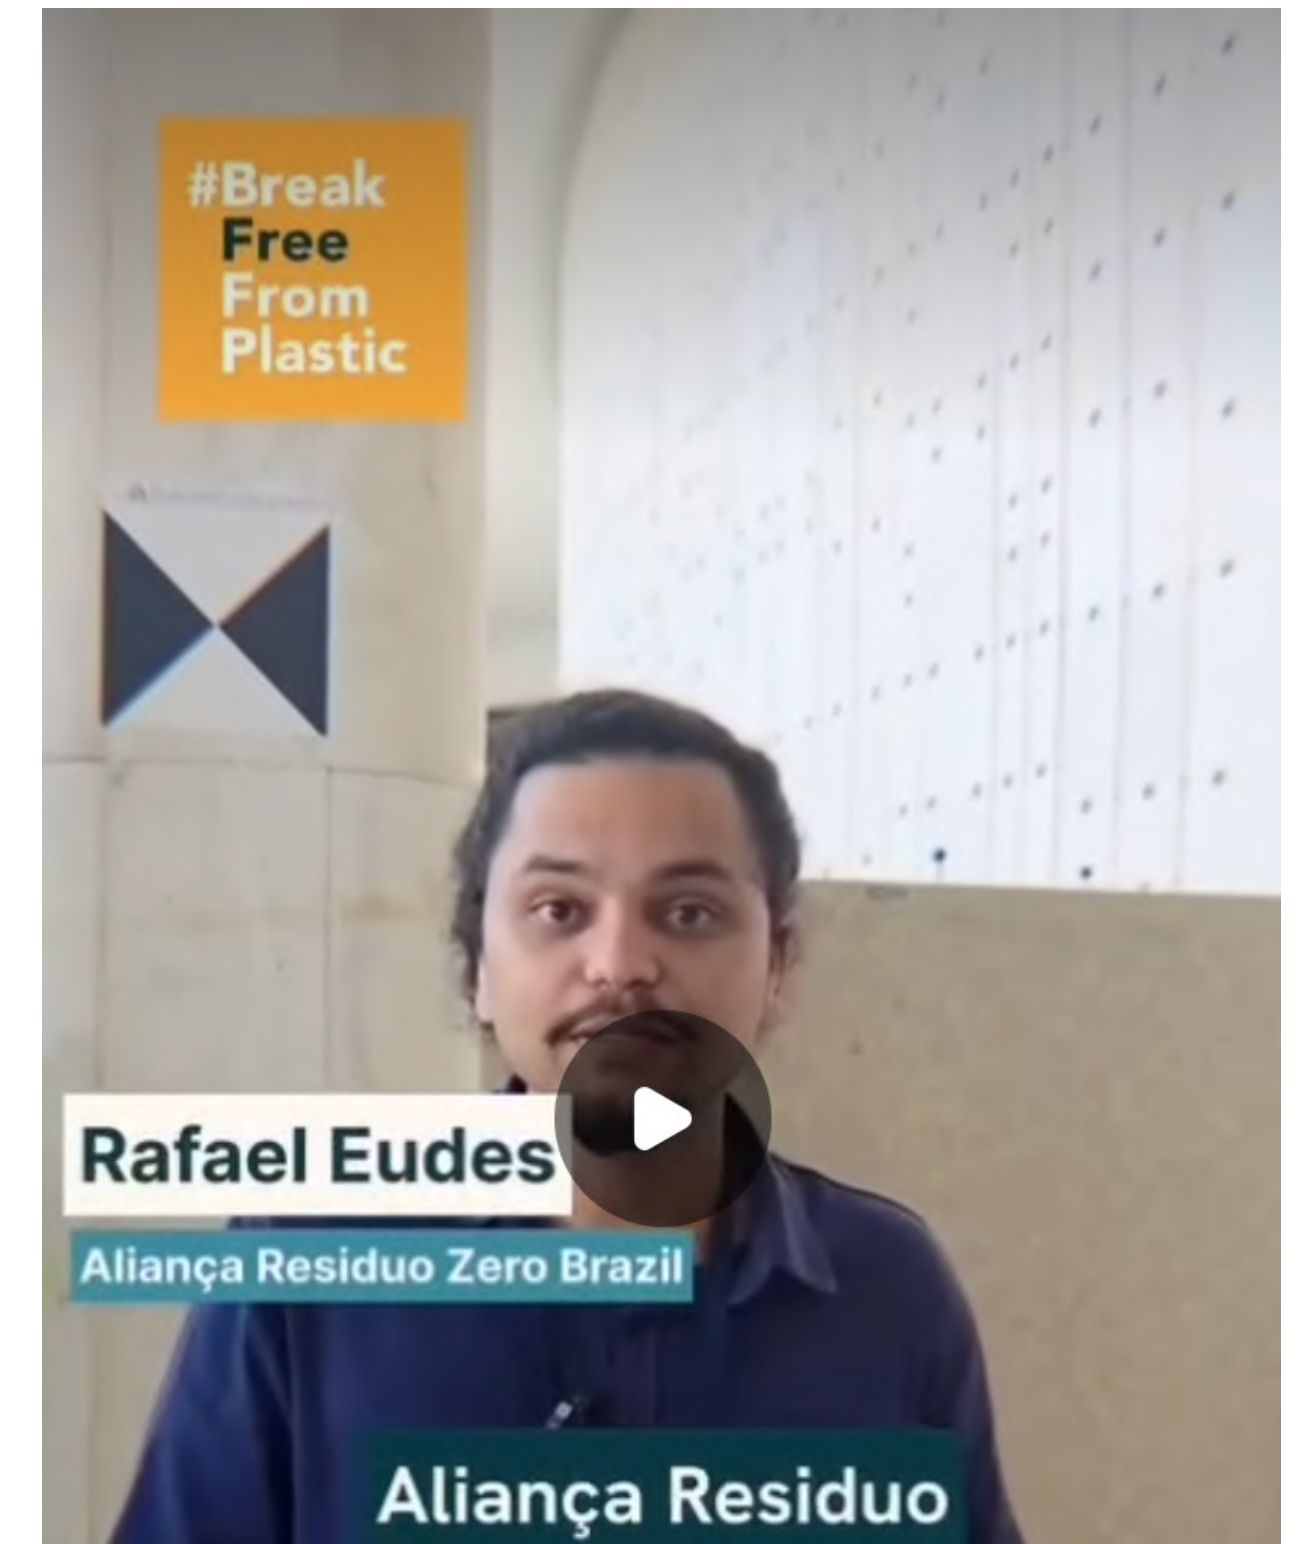 #Break
Free
From
Plastic
Rafael Eudes
Aliança Residuo Zero Brazil
Aliança Residuo